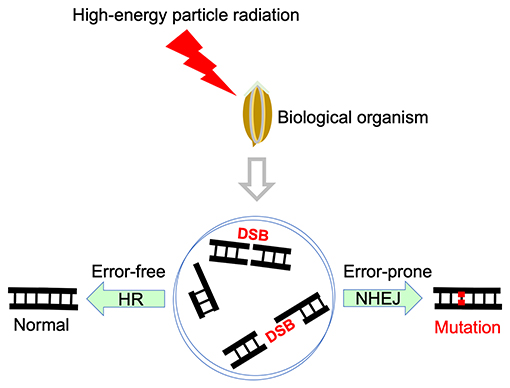 High-energy particle radiation
Biological organism
DSB
Error-free
Error-prone
HR
DSB
NHEJ
Normal
Mutation